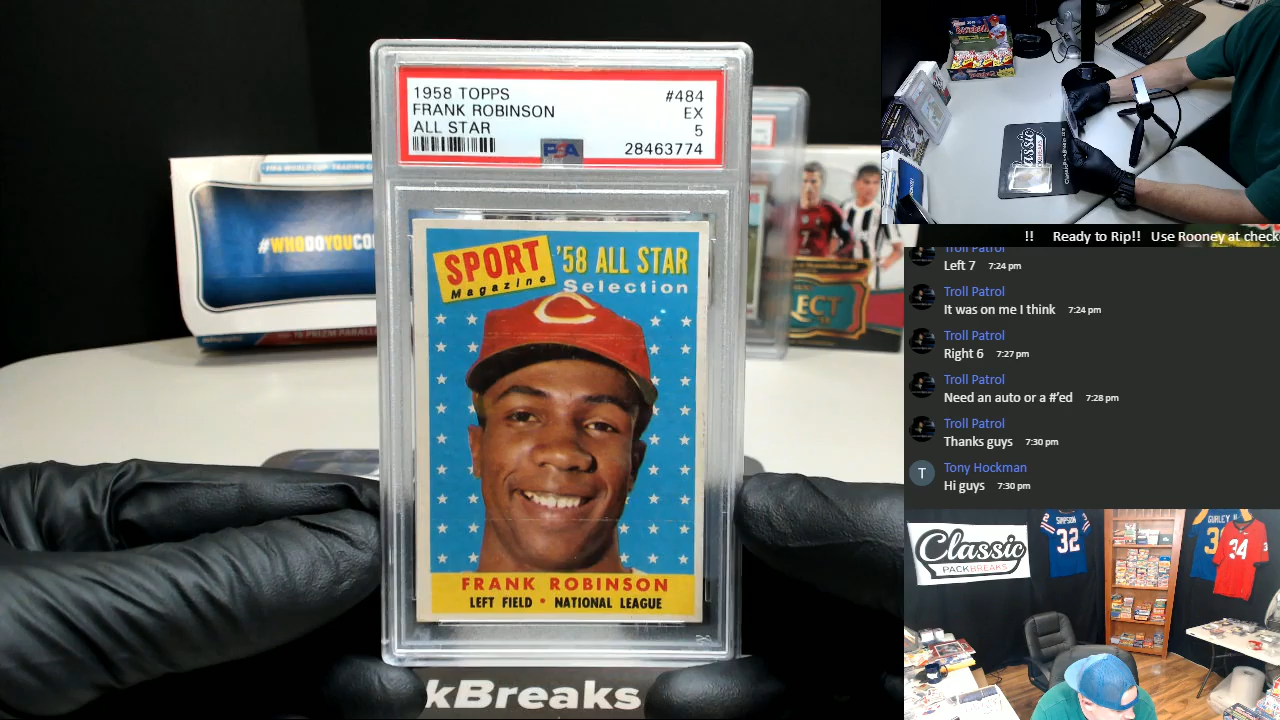 1958 TOPPS #484
FRANK ROBINSON EX
ALL STAR 5
28463774
SPORT
Magazine
'58 ALL STAR
Selection
FRANK ROBINSON
LEFT FIELD • NATIONAL LEAGUE
kBreaks
#WHODOYOUCO
!! Ready to Rip!! Use Rooney at check
Troll Patrol
Left 7 7:24 pm
Troll Patrol
It was on me I think 7:24 pm
Troll Patrol
Right 6 7:27 pm
Troll Patrol
Need an auto or a #'ed 7:28 pm
Troll Patrol
Thanks guys 7:30 pm
T
Tony Hockman
Hi guys 7:30 pm
Classic
PACKBREAKS
SIMPSON
32
GURLEY II
3
34